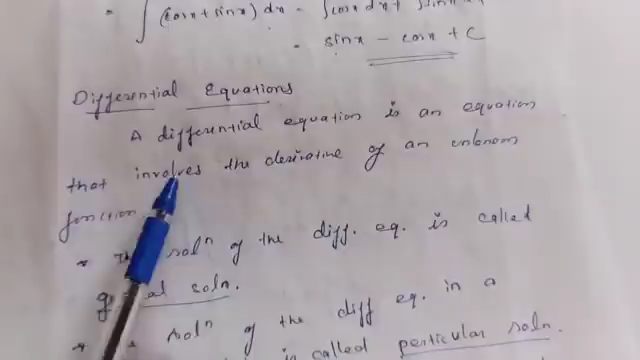 = ∫ (cosx + sinx) dx = ∫cosx dx + ∫sinx
= sinx - cosx + C
Differential Equations
A differential equation is an equation
that involves the derivative of an unknown
function
solⁿ of the diff. eq. is called
soln.
solⁿ of the diff eq. in a
is called perticular soln.